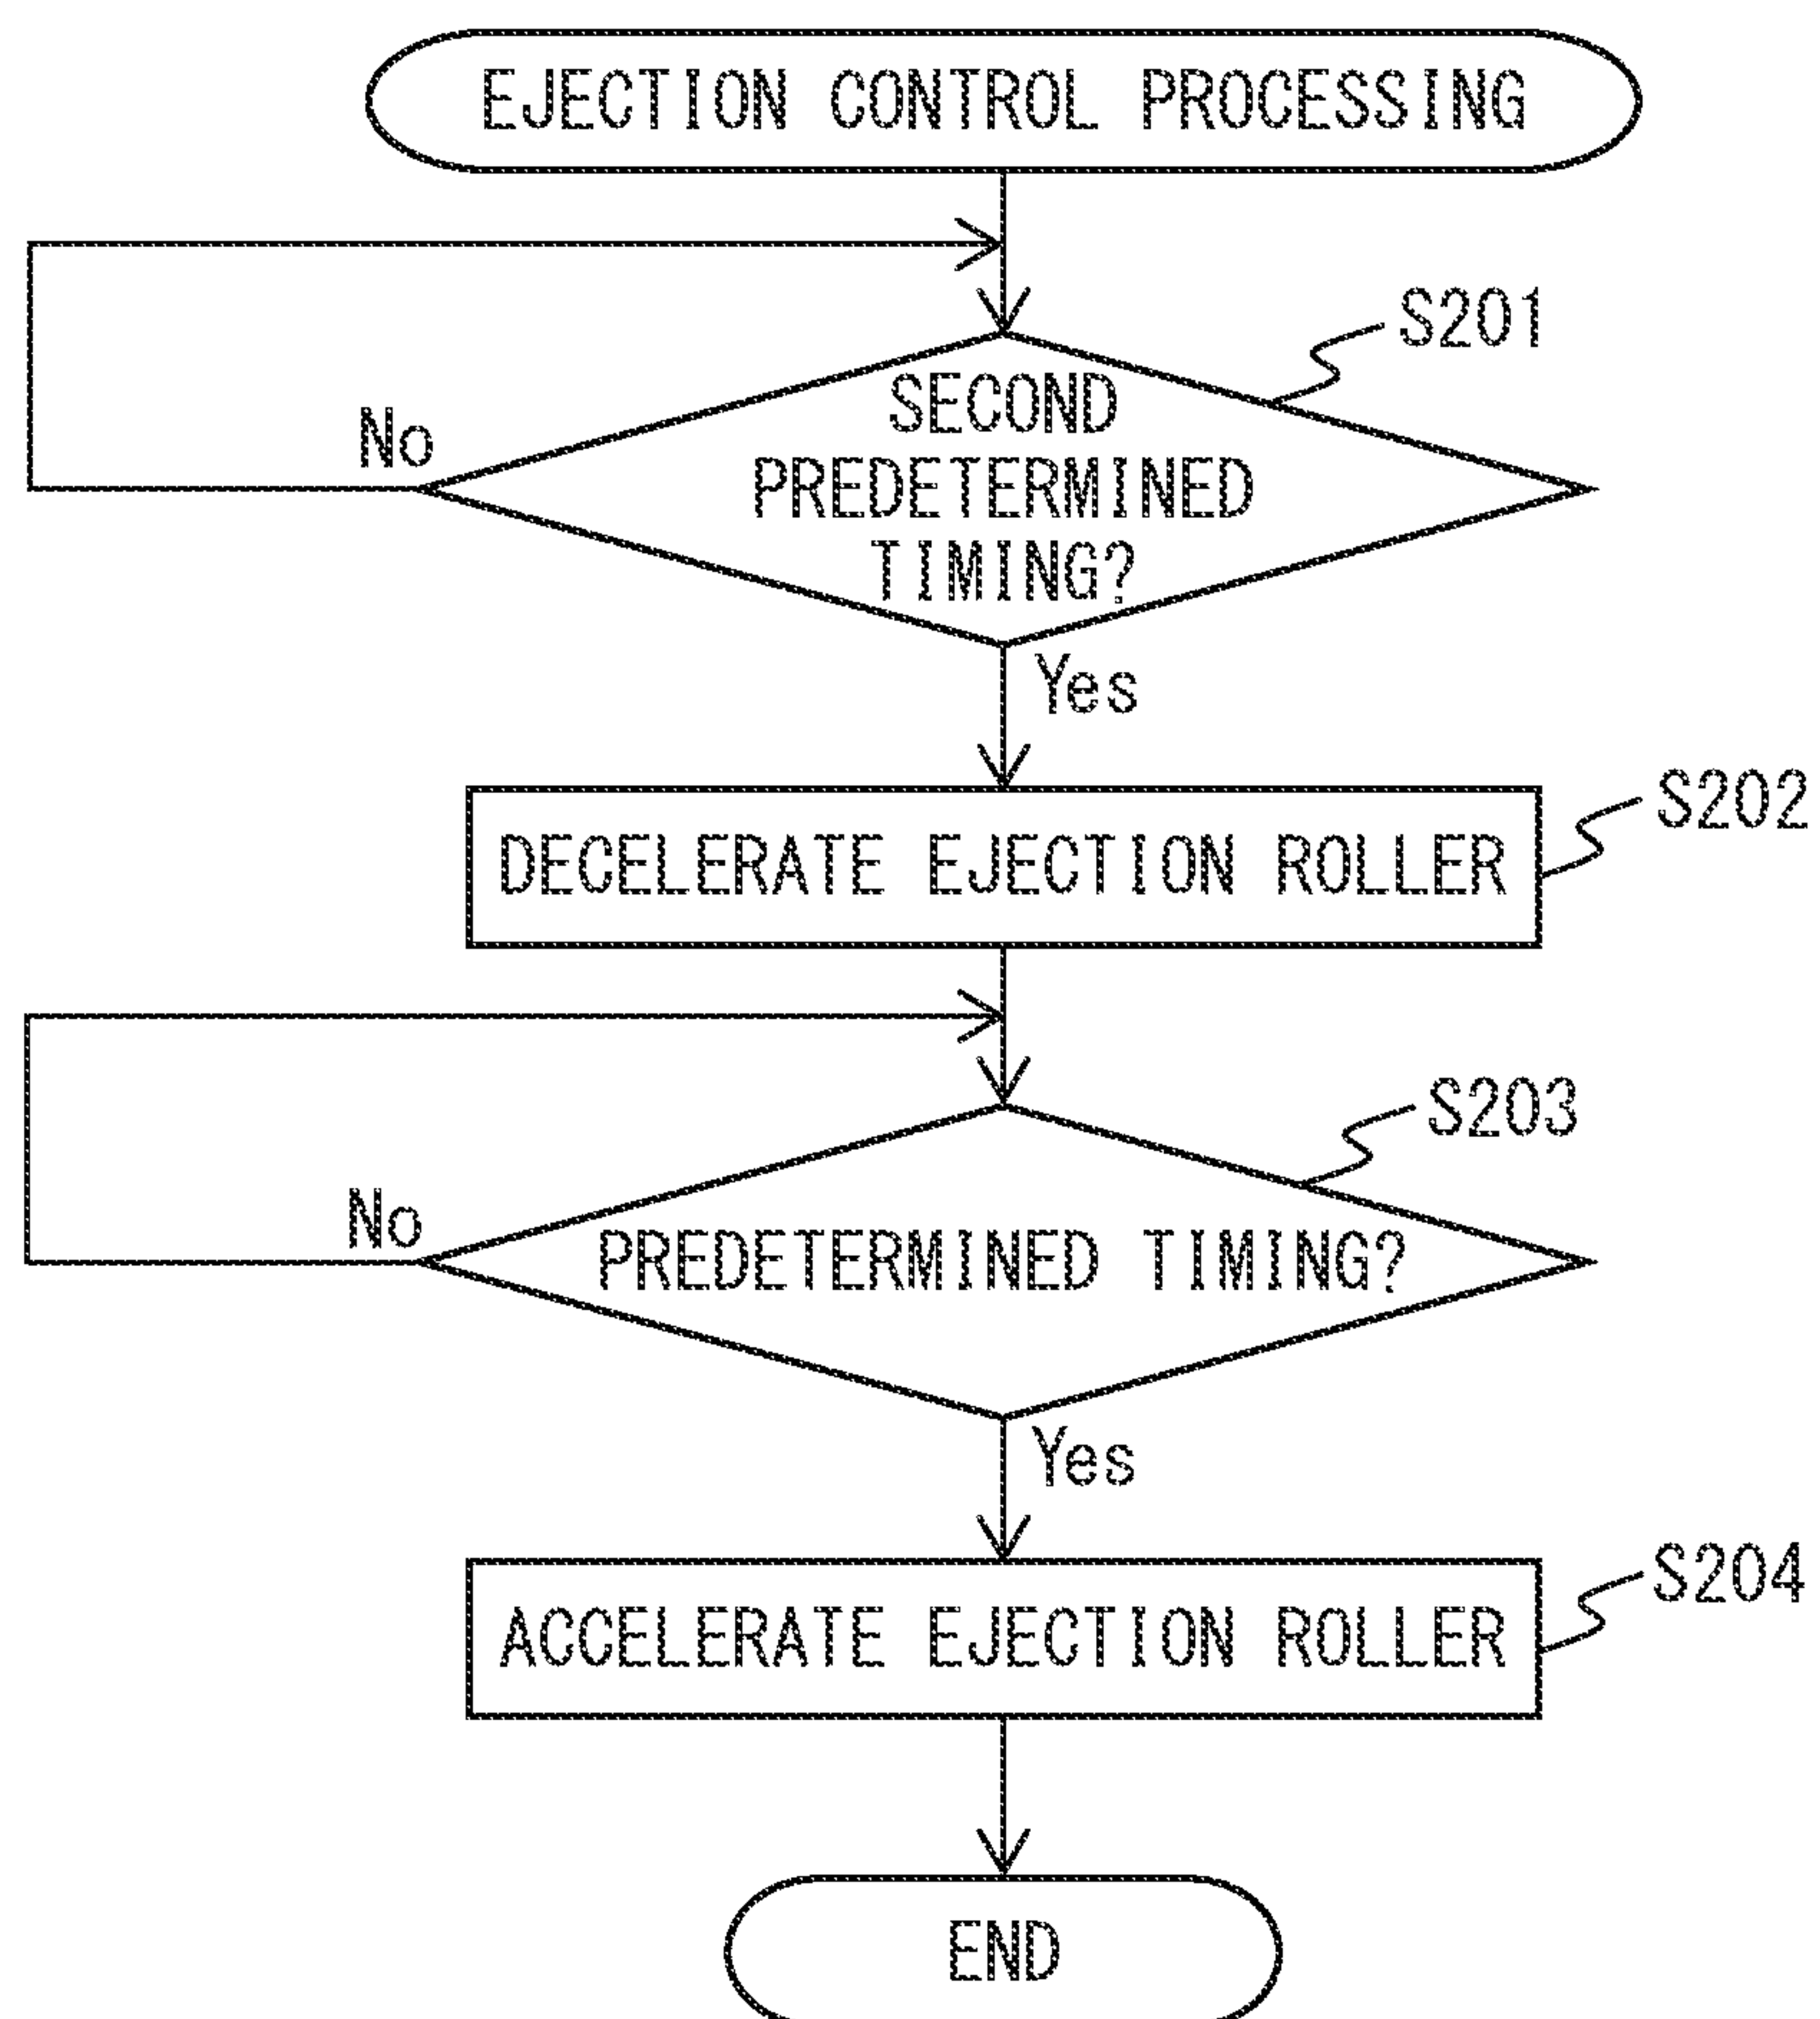 EJECTION CONTROL PROCESSING
S201
SECOND
PREDETERMINED
TIMING?
No
Yes
S202
DECELERATE EJECTION ROLLER
S203
No
PREDETERMINED TIMING?
Yes
S204
ACCELERATE EJECTION ROLLER
END